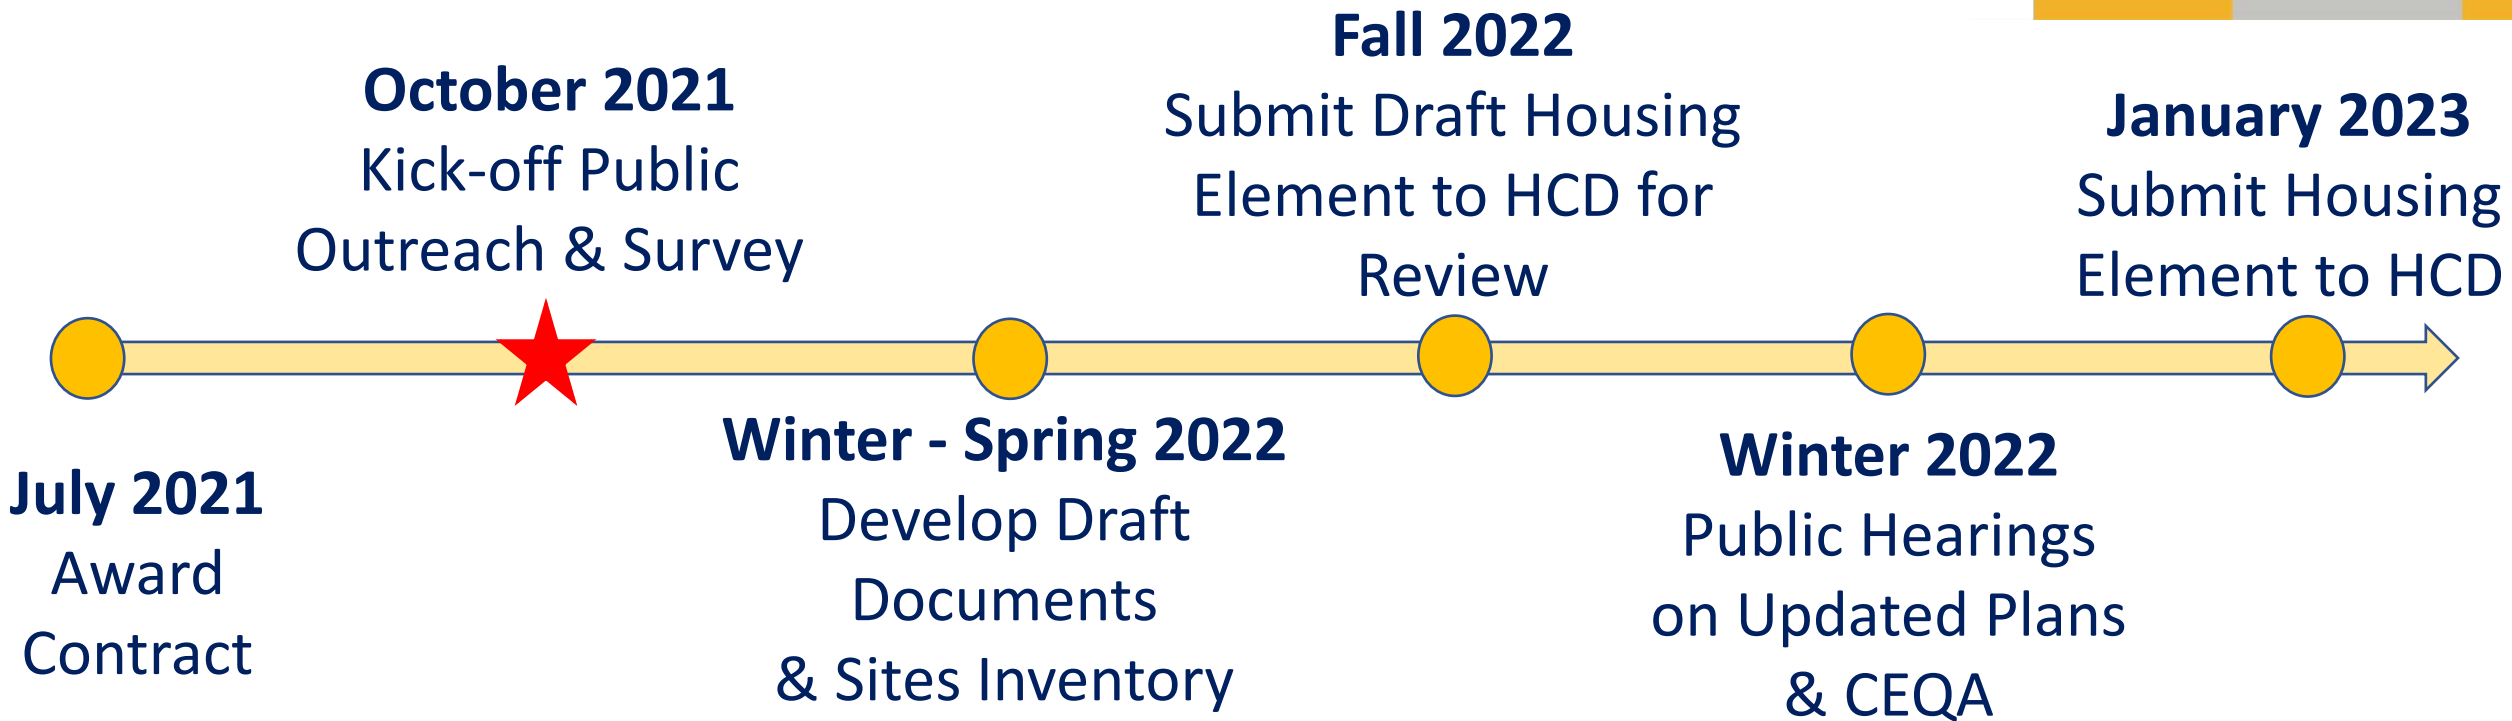 July 2021
Award
Contract
October 2021
Kick-off Public
Outreach & Survey
Winter - Spring 2022
Develop Draft
Documents
& Sites Inventory
Fall 2022
Submit Draft Housing
Element to HCD for
Review
Winter 2022
Public Hearings
on Updated Plans
& CEQA
January 2023
Submit Housing
Element to HCD